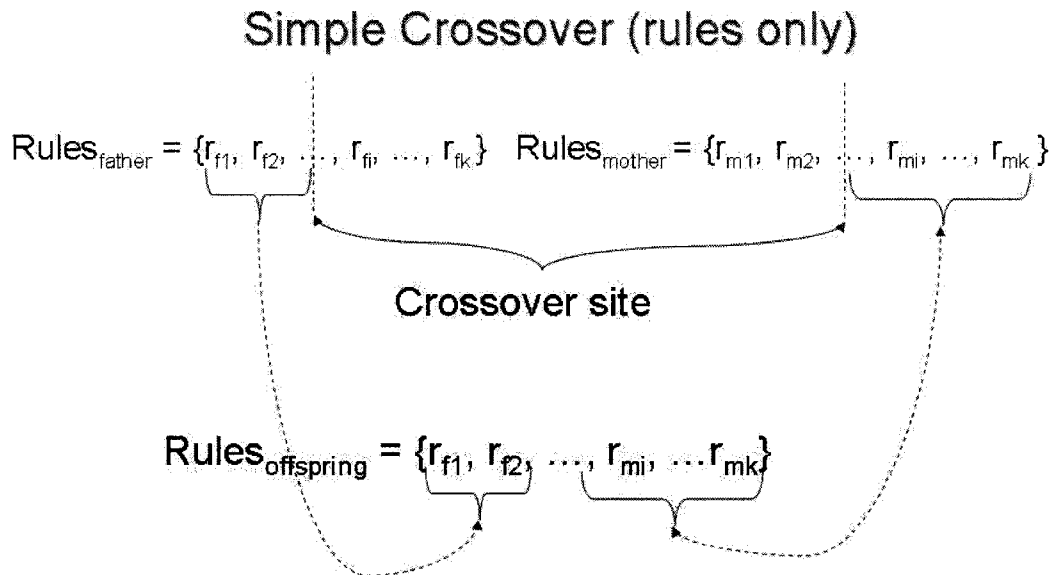 Simple Crossover (rules only)
Rules_father = {r_f1, r_f2, ..., r_fi, ..., r_fk} Rules_mother = {r_m1, r_m2, ..., r_mi, ..., r_mk}
Crossover site
Rules_offspring = {r_f1, r_f2, ..., r_mi, ...r_mk}